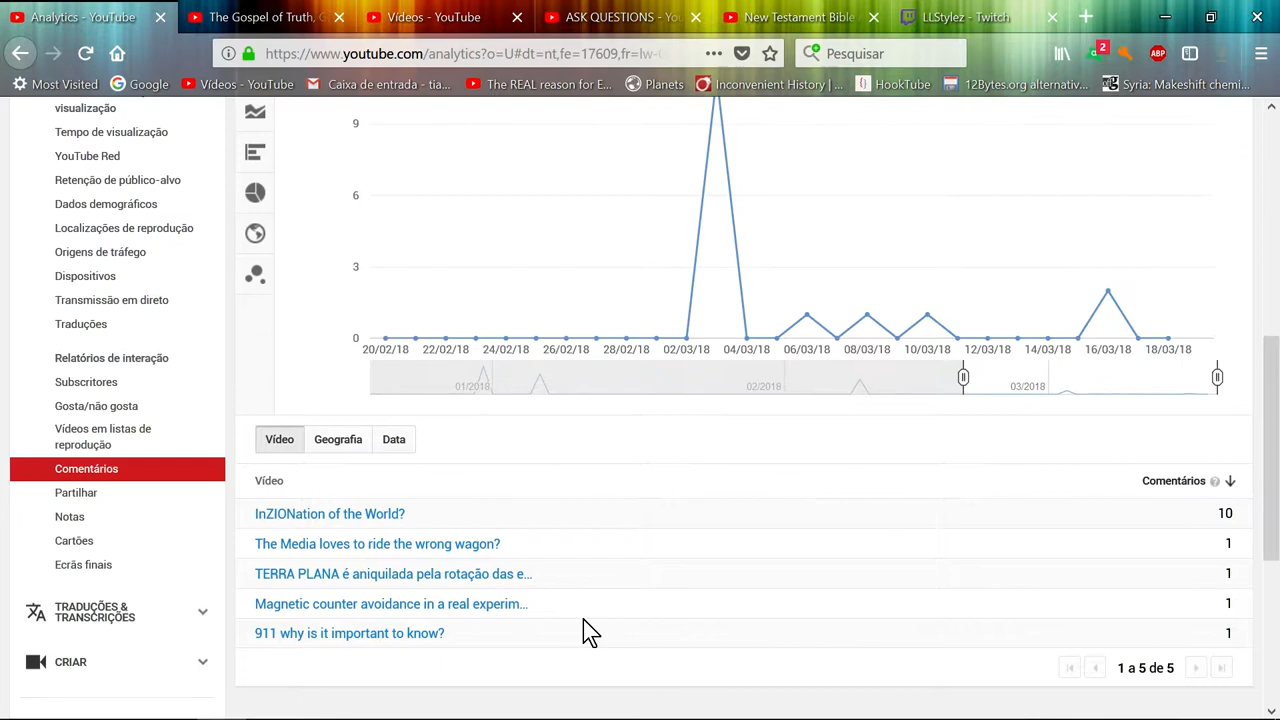 Analytics - YouTube
The Gospel of Truth, G
Vídeos - YouTube
ASK QUESTIONS - You
New Testament Bible
LLStylez - Twitch
https://www.youtube.com/analytics?o=U#dt=nt,fe=17609,fr=lw-
Pesquisar
2
ABP
Most Visited
Google
Vídeos - YouTube
Caixa de entrada - tia...
The REAL reason for E...
Planets
Inconvenient History | ...
HookTube
12Bytes.org alternativ...
Syria: Makeshift chemi...
visualização
Tempo de visualização
YouTube Red
Retenção de público-alvo
Dados demográficos
Localizações de reprodução
Origens de tráfego
Dispositivos
Transmissão em direto
Traduções
Relatórios de interação
Subscritores
Gosta/não gosta
Vídeos em listas de
reprodução
Comentários
Partilhar
Notas
Cartões
Ecrãs finais
TRADUÇÕES &
TRANSCRIÇÕES
CRIAR
9
6
3
0
20/02/18 22/02/18 24/02/18 26/02/18 28/02/18 02/03/18 04/03/18 06/03/18 08/03/18 10/03/18 12/03/18 14/03/18 16/03/18 18/03/18
01/2018 02/2018 03/2018
Vídeo Geografia Data
Vídeo Comentários ?
InZIONation of the World? 10
The Media loves to ride the wrong wagon? 1
TERRA PLANA é aniquilada pela rotação das e... 1
Magnetic counter avoidance in a real experim... 1
911 why is it important to know? 1
1 a 5 de 5